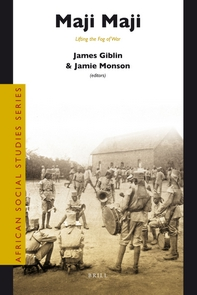 Maji Maji
Lifting the Fog of War
James Giblin
& Jamie Monson
(editors)
AFRICAN SOCIAL STUDIES SERIES
BRILL